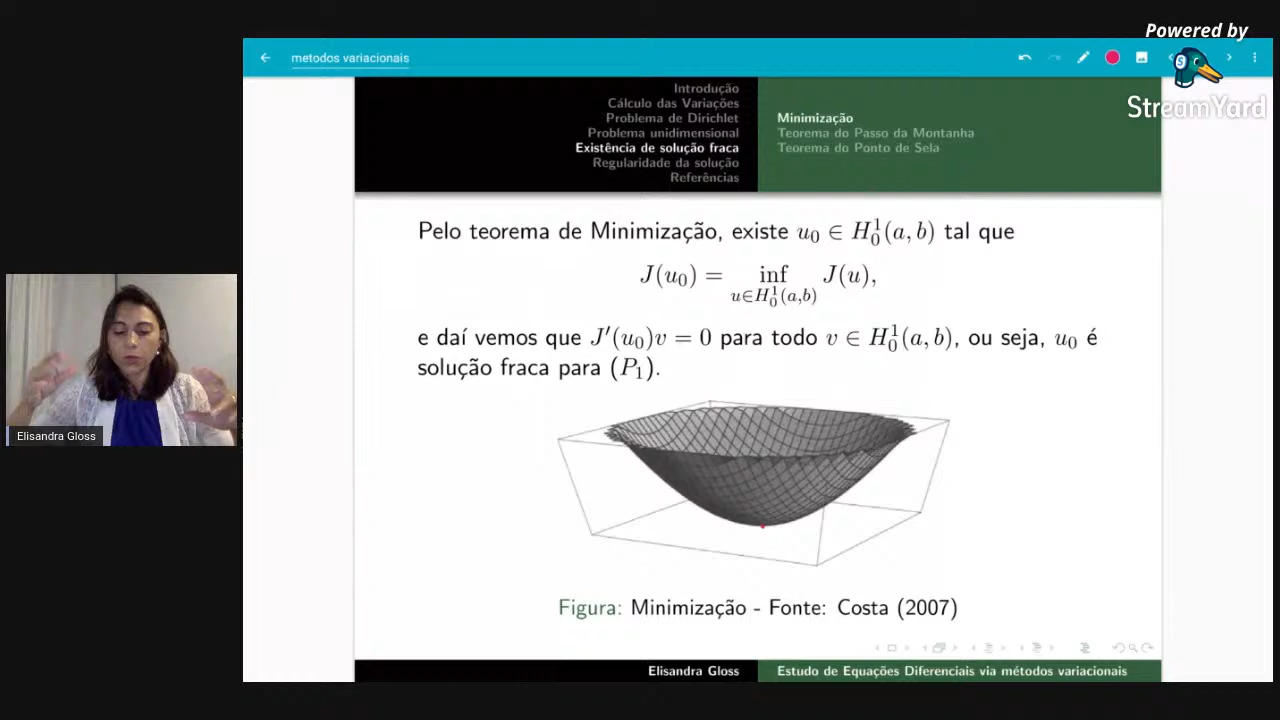 Powered by
StreamYard
metodos variacionais
Introdução
Cálculo das Variações
Problema de Dirichlet
Problema unidimensional
Existência de solução fraca
Regularidade da solução
Referências
Minimização
Teorema do Passo da Montanha
Teorema do Ponto de Sela
Pelo teorema de Minimização, existe u₀ ∈ H₀¹(a, b) tal que
J(u₀) = inf J(u),
u∈H₀¹(a,b)
e daí vemos que J′(u₀)v = 0 para todo v ∈ H₀¹(a, b), ou seja, u₀ é
solução fraca para (P₁).
Figura: Minimização - Fonte: Costa (2007)
Elisandra Gloss
Elisandra Gloss
Estudo de Equações Diferenciais via métodos variacionais